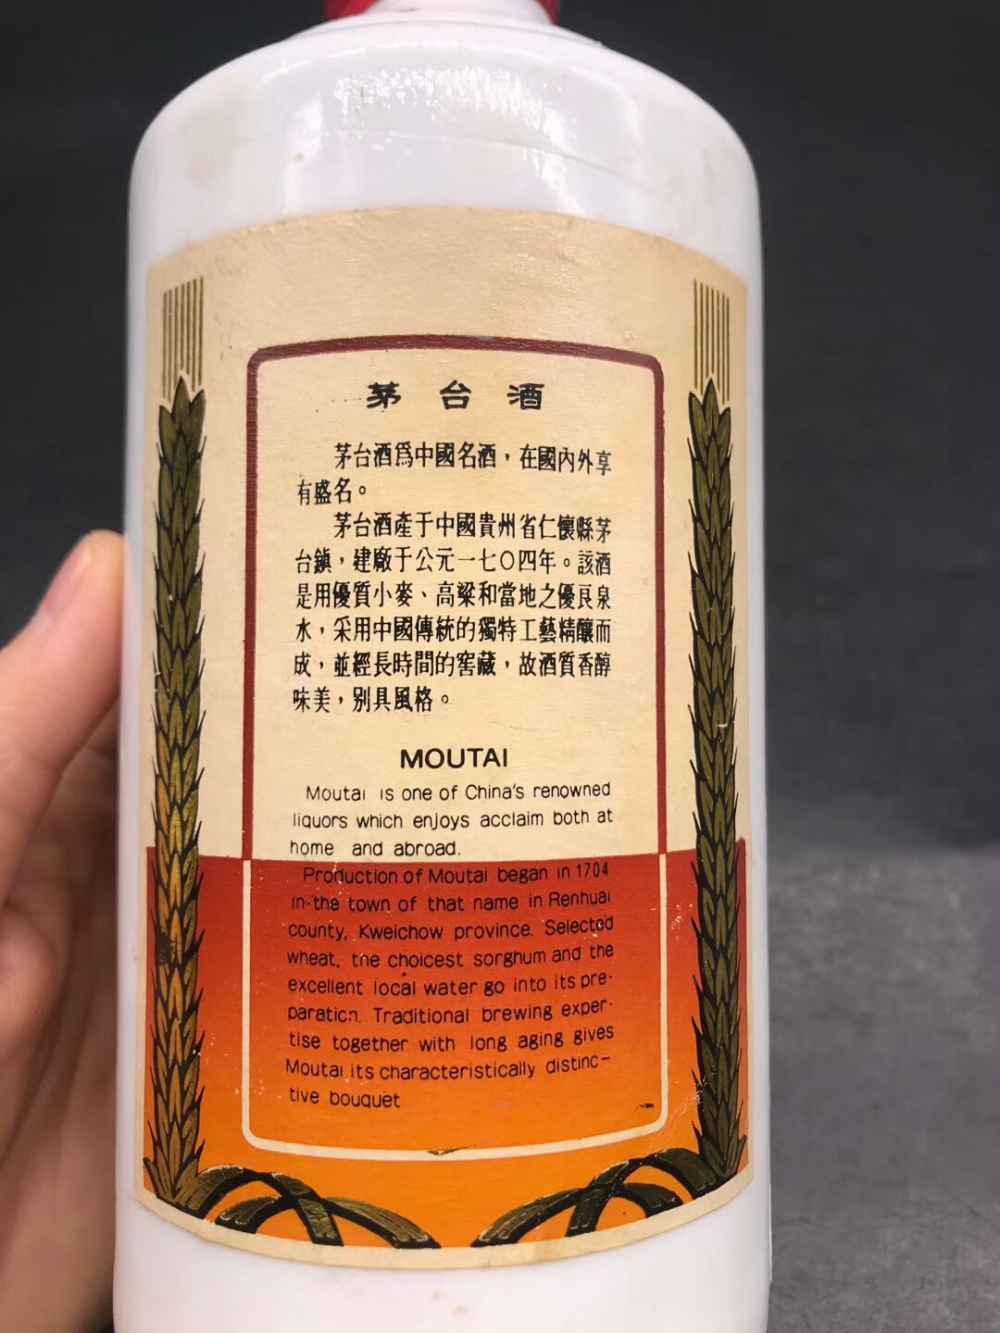 茅台酒
茅台酒爲中國名酒，在國內外享
有盛名。
茅台酒產于中國貴州省仁懷縣茅
台鎮，建廠于公元一七〇四年。該酒
是用優質小麥、高粱和當地之優良泉
水，采用中國傳統的獨特工藝精釀而
成，並經長時間的窖藏，故酒質香醇
味美，別具風格。
MOUTAI
Moutai is one of China's renowned
liquors which enjoys acclaim both at
home and abroad.
Production of Moutai began in 1704
in the town of that name in Renhuai
county, Kweichow province. Selected
wheat, the choicest sorghum and the
excellent local water go into its pre-
paration. Traditional brewing exper-
tise together with long aging gives
Moutai its characteristically distinc-
tive bouquet